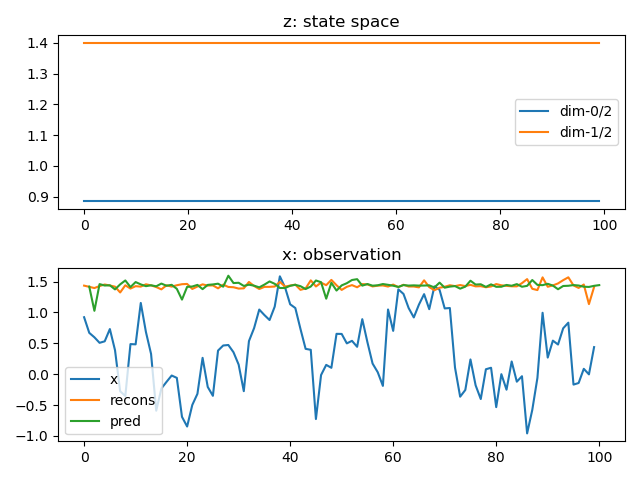 z: state space
1.4
1.3
1.2
1.1
1.0
0.9
dim-0/2
dim-1/2
0 20 40 60 80 100
x: observation
1.5
1.0
0.5
0.0
−0.5
−1.0
x
recons
pred
0 20 40 60 80 100